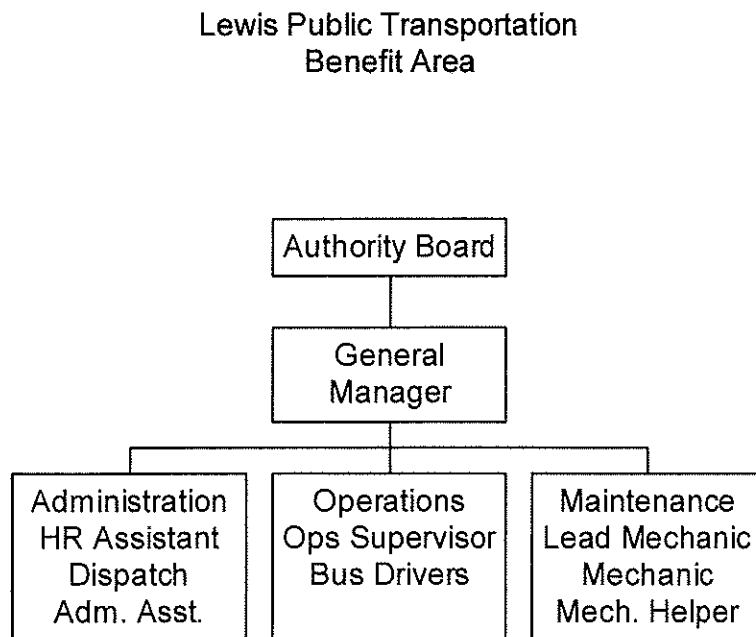 Lewis Public Transportation
Benefit Area
Authority Board
General
Manager
Administration
HR Assistant
Dispatch
Adm. Asst.
Operations
Ops Supervisor
Bus Drivers
Maintenance
Lead Mechanic
Mechanic
Mech. Helper